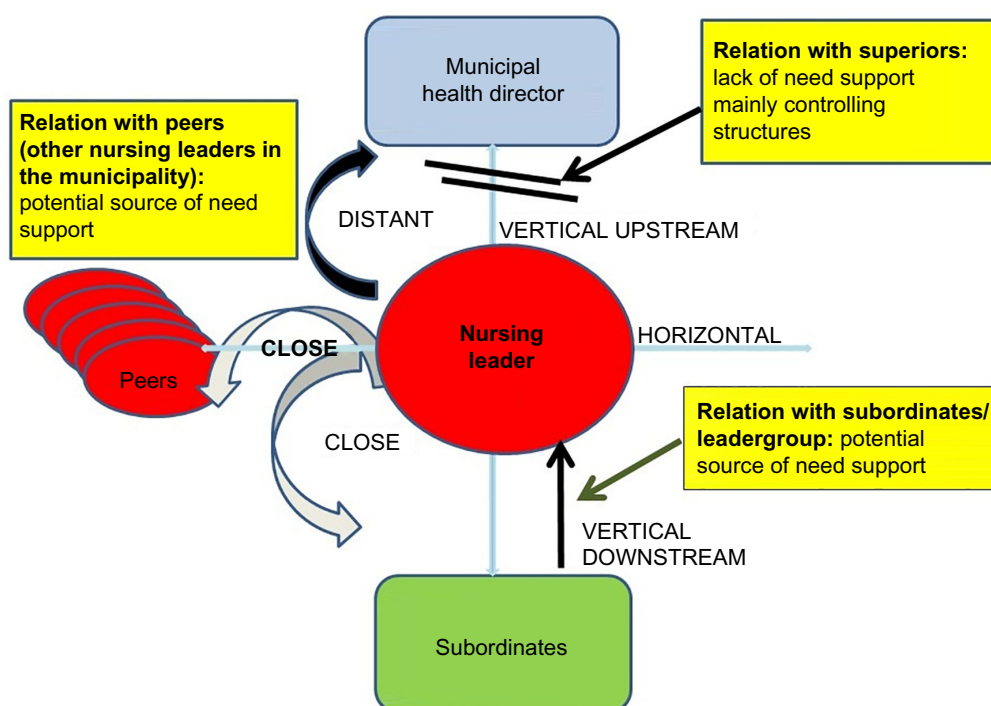 Municipal
health director
Relation with superiors:
lack of need support
mainly controlling
structures
Relation with peers
(other nursing leaders in
the municipality):
potential source of need
support
DISTANT
VERTICAL UPSTREAM
Nursing
leader
HORIZONTAL
CLOSE
Peers
CLOSE
Relation with subordinates/
leadergroup: potential
source of need support
VERTICAL
DOWNSTREAM
Subordinates